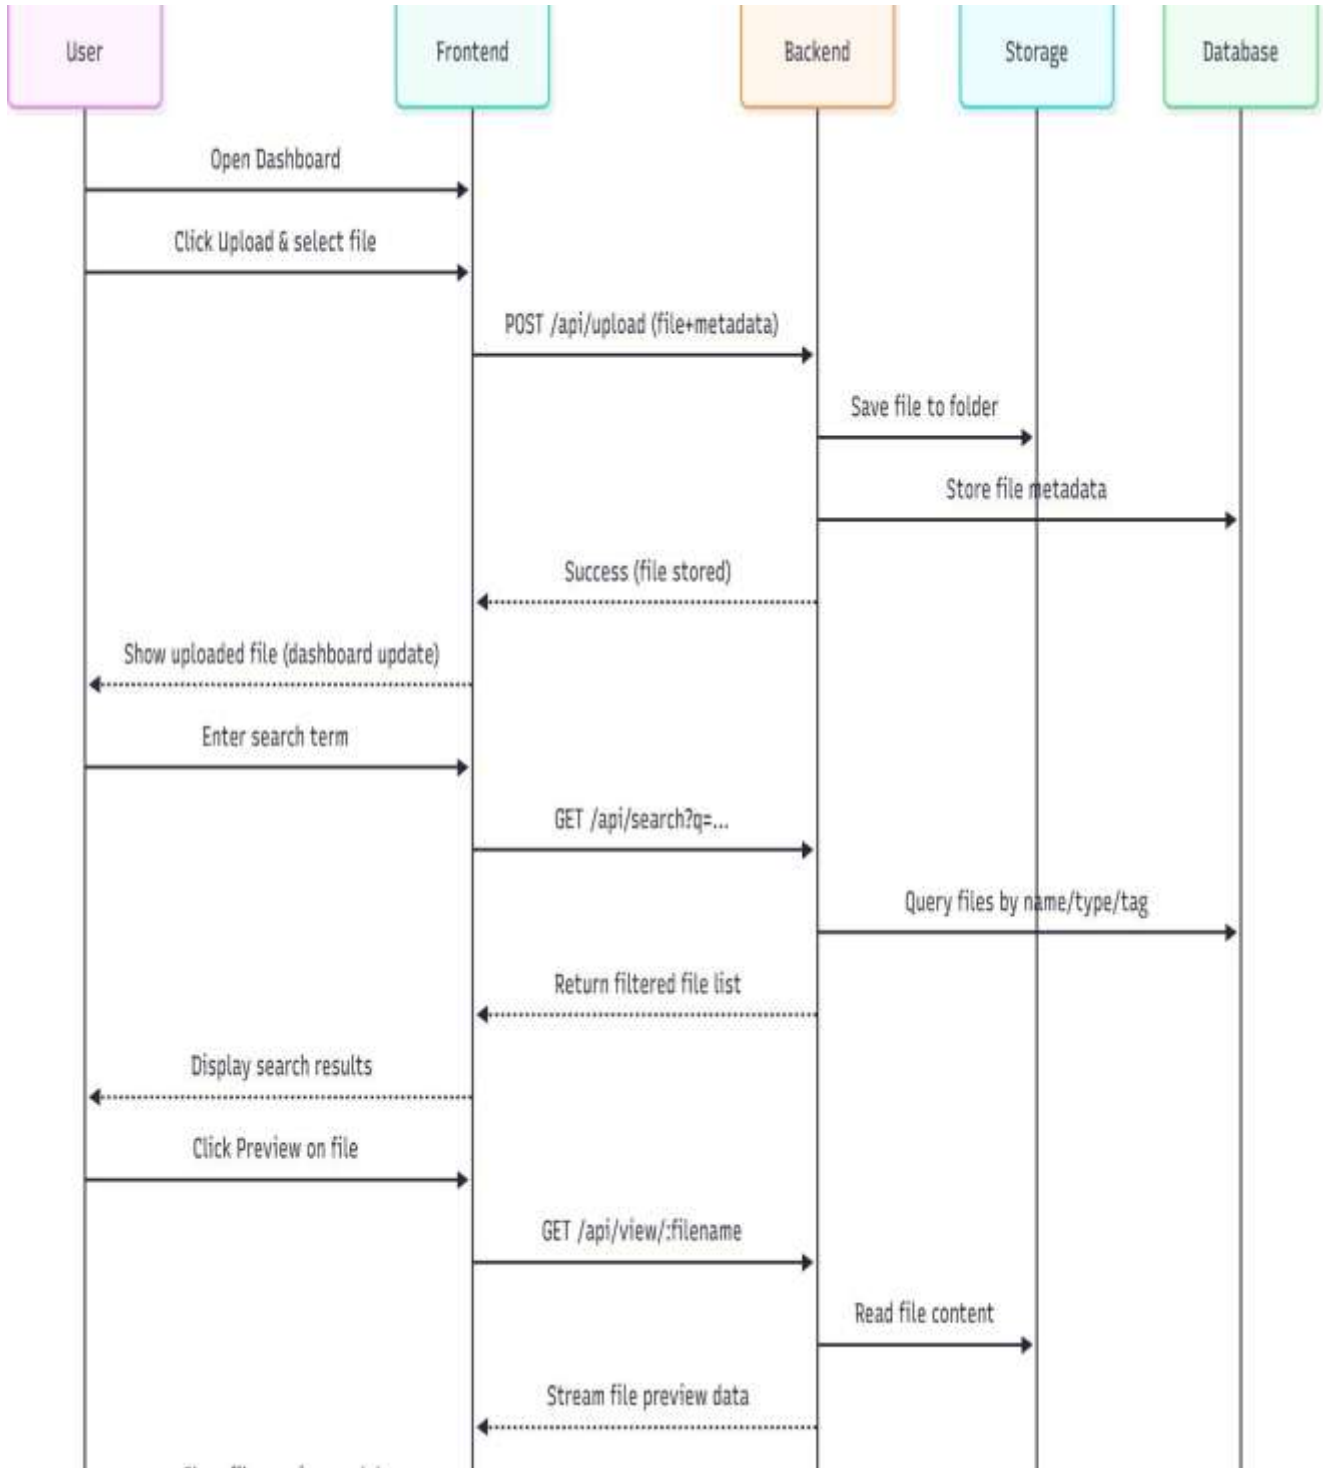 User
Frontend
Backend
Storage
Database
Open Dashboard
Click Upload & select file
POST /api/upload (file+metadata)
Save file to folder
Store file metadata
Success (file stored)
Show uploaded file (dashboard update)
Enter search term
GET /api/search?q=...
Query files by name/type/tag
Return filtered file list
Display search results
Click Preview on file
GET /api/view/:filename
Read file content
Stream file preview data